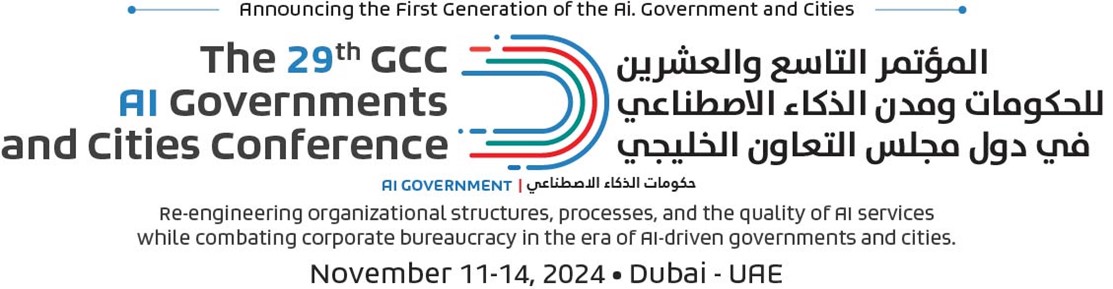 Announcing the First Generation of the Ai. Government and Cities
The 29th GCC
AI Governments
and Cities Conference
المؤتمر التاسع والعشرين
للحكومات ومدن الذكاء الاصطناعي
في دول مجلس التعاون الخليجي
AI GOVERNMENT | حكومات الذكاء الاصطناعي
Re-engineering organizational structures, processes, and the quality of AI services
while combating corporate bureaucracy in the era of AI-driven governments and cities.
November 11-14, 2024 • Dubai - UAE